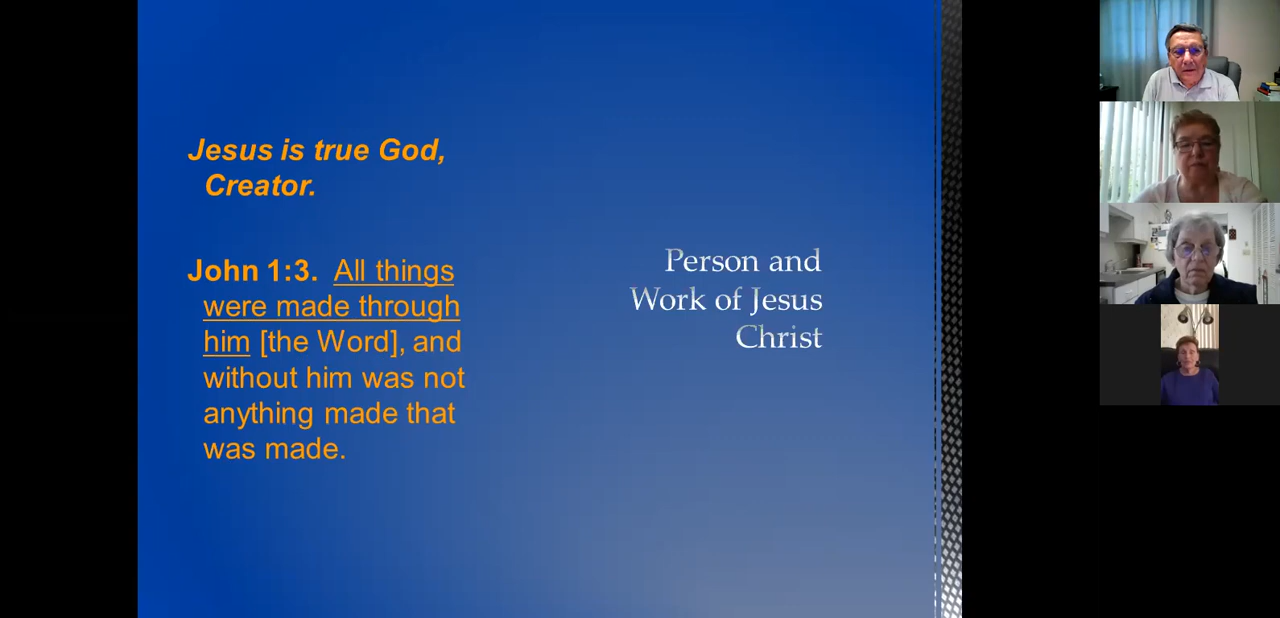 Jesus is true God,
Creator.
John 1:3. All things
were made through
him [the Word], and
without him was not
anything made that
was made.
Person and
Work of Jesus
Christ